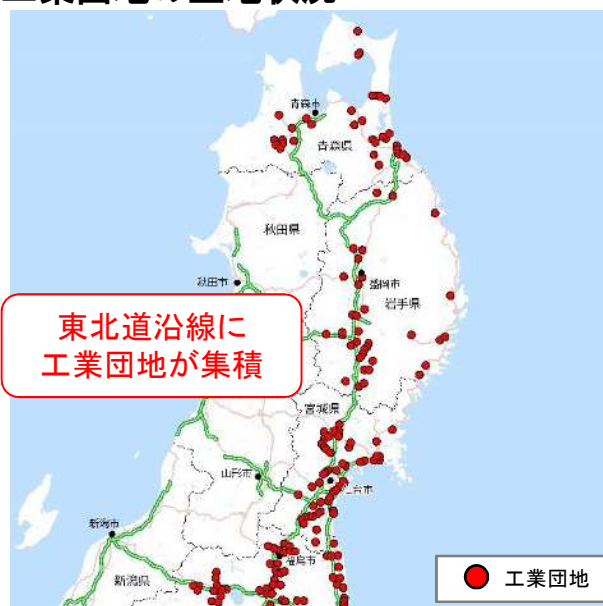 青森市
青森県
秋田県
秋田市
盛岡市
岩手県
東北道沿線に
工業団地が集積
宮城県
山形市
仙台市
新潟市
福島市
新潟県
工業団地